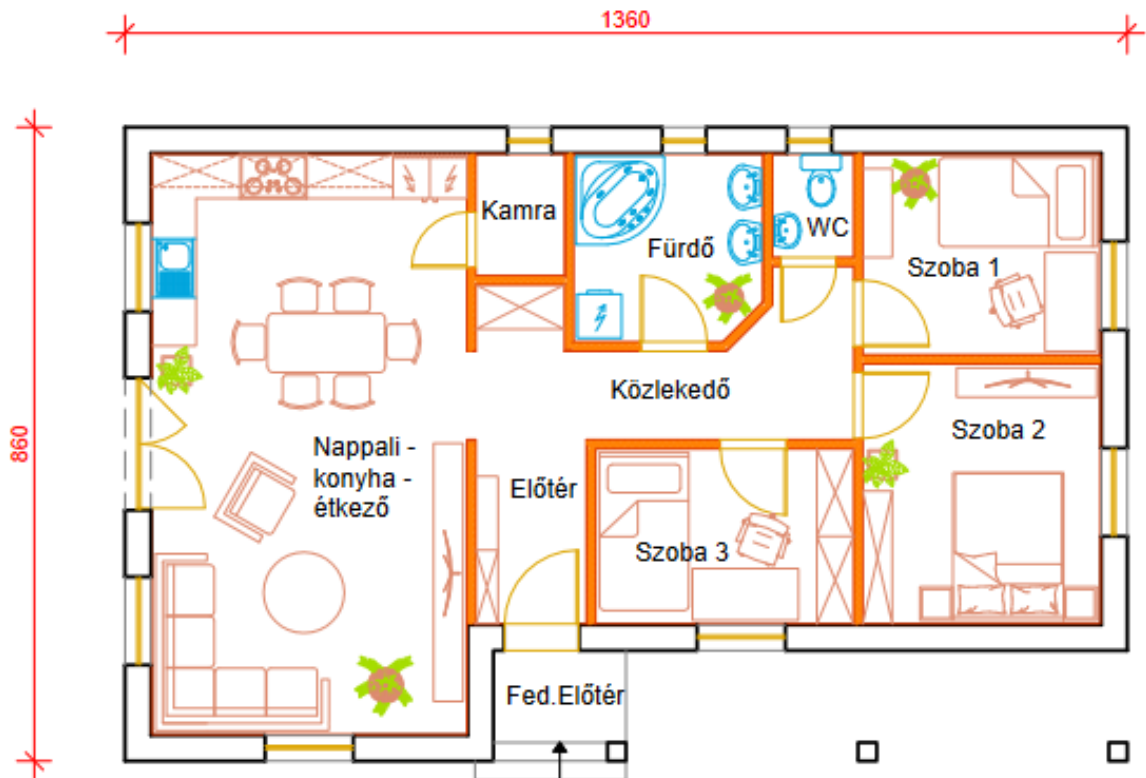 1360
860
Kamra
Fürdő
WC
Szoba 1
Közlekedő
Szoba 2
Nappali -
konyha -
étkező
Előtér
Szoba 3
Fed.Előtér